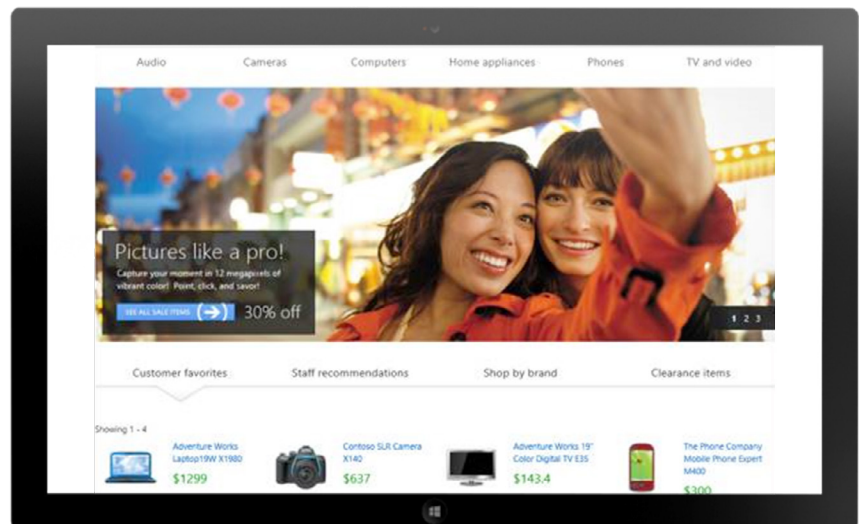 Audio
Cameras
Computers
Home appliances
Phones
TV and video
Pictures like a pro!
Capture your moment in 12 megapixels of
vibrant color! Point, click, and savor!
SEE ALL SALE ITEMS
30% off
1 2 3
Customer favorites
Staff recommendations
Shop by brand
Clearance items
Showing 1 - 4
Adventure Works
Laptop19W X1980
$1299
Contoso SLR Camera
X140
$637
Adventure Works 19"
Color Digital TV E35
$143.4
The Phone Company
Mobile Phone Expert
M400
$300